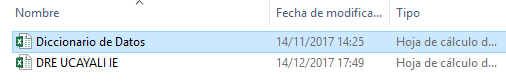 Nombre Fecha de modifica... Tipo
Diccionario de Datos 14/11/2017 14:25 Hoja de cálculo d...
DRE UCAYALI IE 14/12/2017 17:49 Hoja de cálculo d...